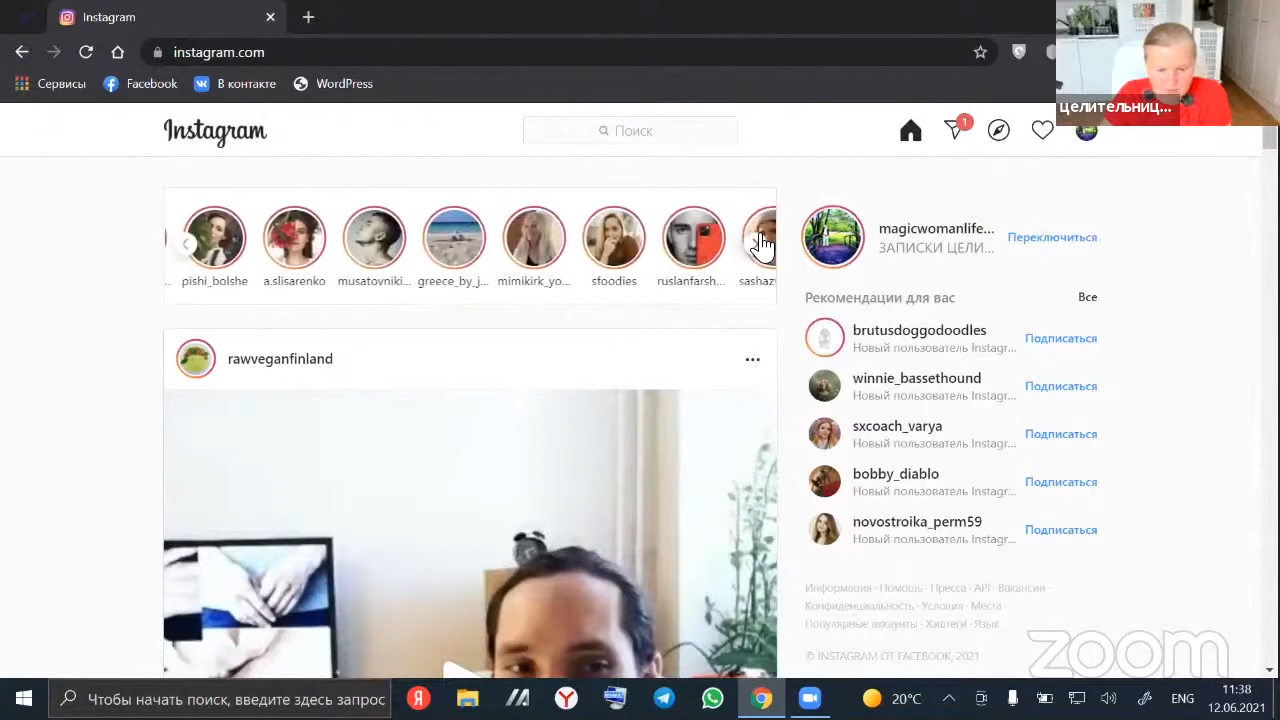 Instagram
instagram.com
Сервисы
Facebook
В контакте
WordPress
целительниц...
Instagram
Поиск
1
pishi_bolshe
a.slisarenko
musatovniki...
greece_by_j...
mimikirk_yo...
sfoodies
ruslanfarsh...
sashaz
magicwomanlife...
ЗАПИСКИ ЦЕЛИ...
Переключиться
Рекомендации для вас
Все
brutusdoggodoodles
Новый пользователь Instagr...
Подписаться
winnie_bassethound
Новый пользователь Instagr...
Подписаться
sxcoach_varya
Новый пользователь Instagr...
Подписаться
bobby_diablo
Новый пользователь Instagr...
Подписаться
novostroika_perm59
Новый пользователь Instagr...
Подписаться
rawveganfinland
Информация · Помощь · Пресса · API · Вакансии ·
Конфиденциальность · Условия · Места ·
Популярные аккаунты · Хэштеги · Язык
© INSTAGRAM ОТ FACEBOOK, 2021
zoom
Чтобы начать поиск, введите здесь запрос
20°C
ENG
11:38
12.06.2021